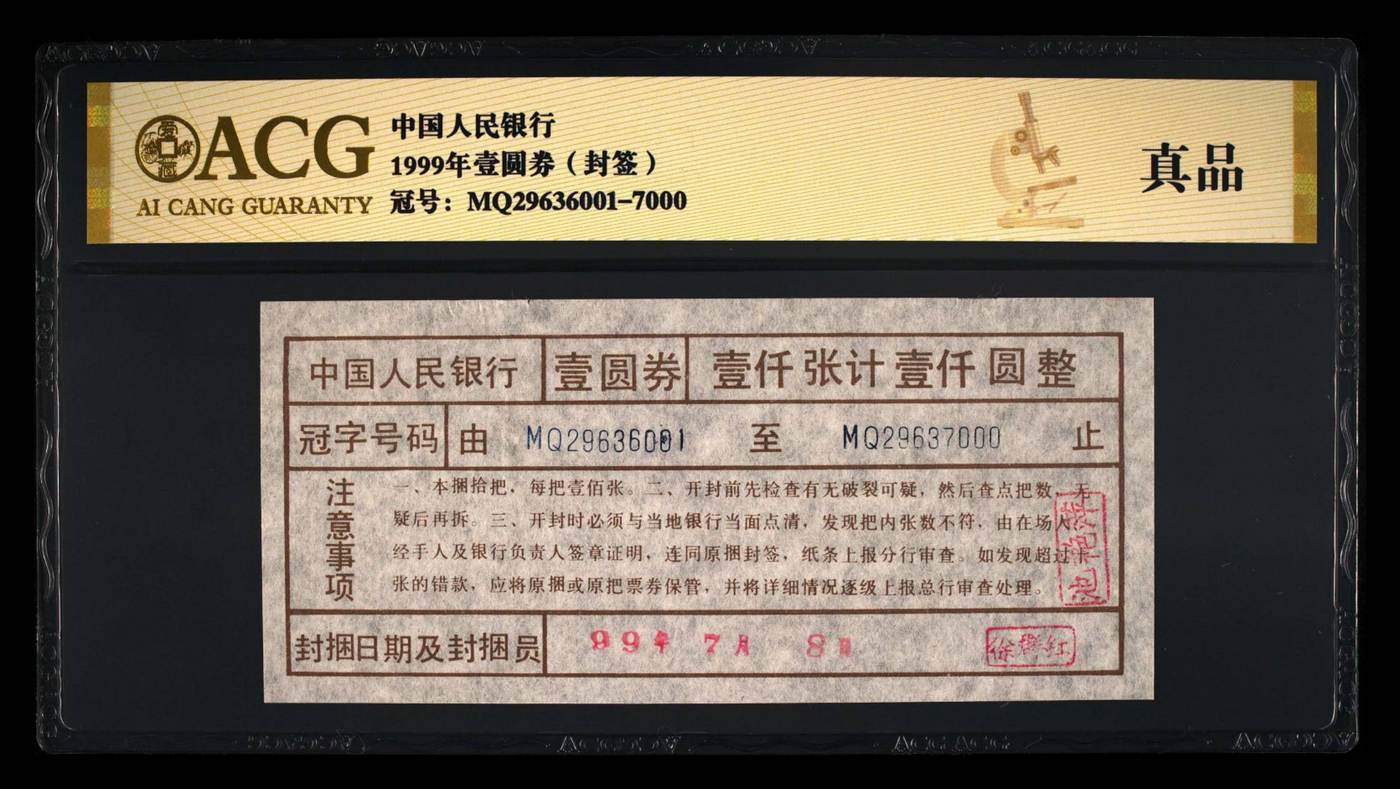 ACG
AI CANG GUARANTY
中国人民银行
1999年壹圆券（封签）
冠号：MQ29636001-7000
真品
中国人民银行 壹圆券 壹仟张计壹仟圆整
冠字号码 由 MQ29636001 至 MQ29637000 止
注意事项
一、本捆拾把，每把壹佰张。二、开封前先检查有无破裂可疑，然后查点把数，无
疑后再拆。三、开封时必须与当地银行当面点清，发现把内张数不符，由在场人、
经手人及银行负责人签章证明，连同原捆封签，纸条上报分行审查。如发现超过十
张的错款，应将原捆或原把票券保管，并将详细情况逐级上报总行审查处理。
封捆日期及封捆员 99年 7月 8日